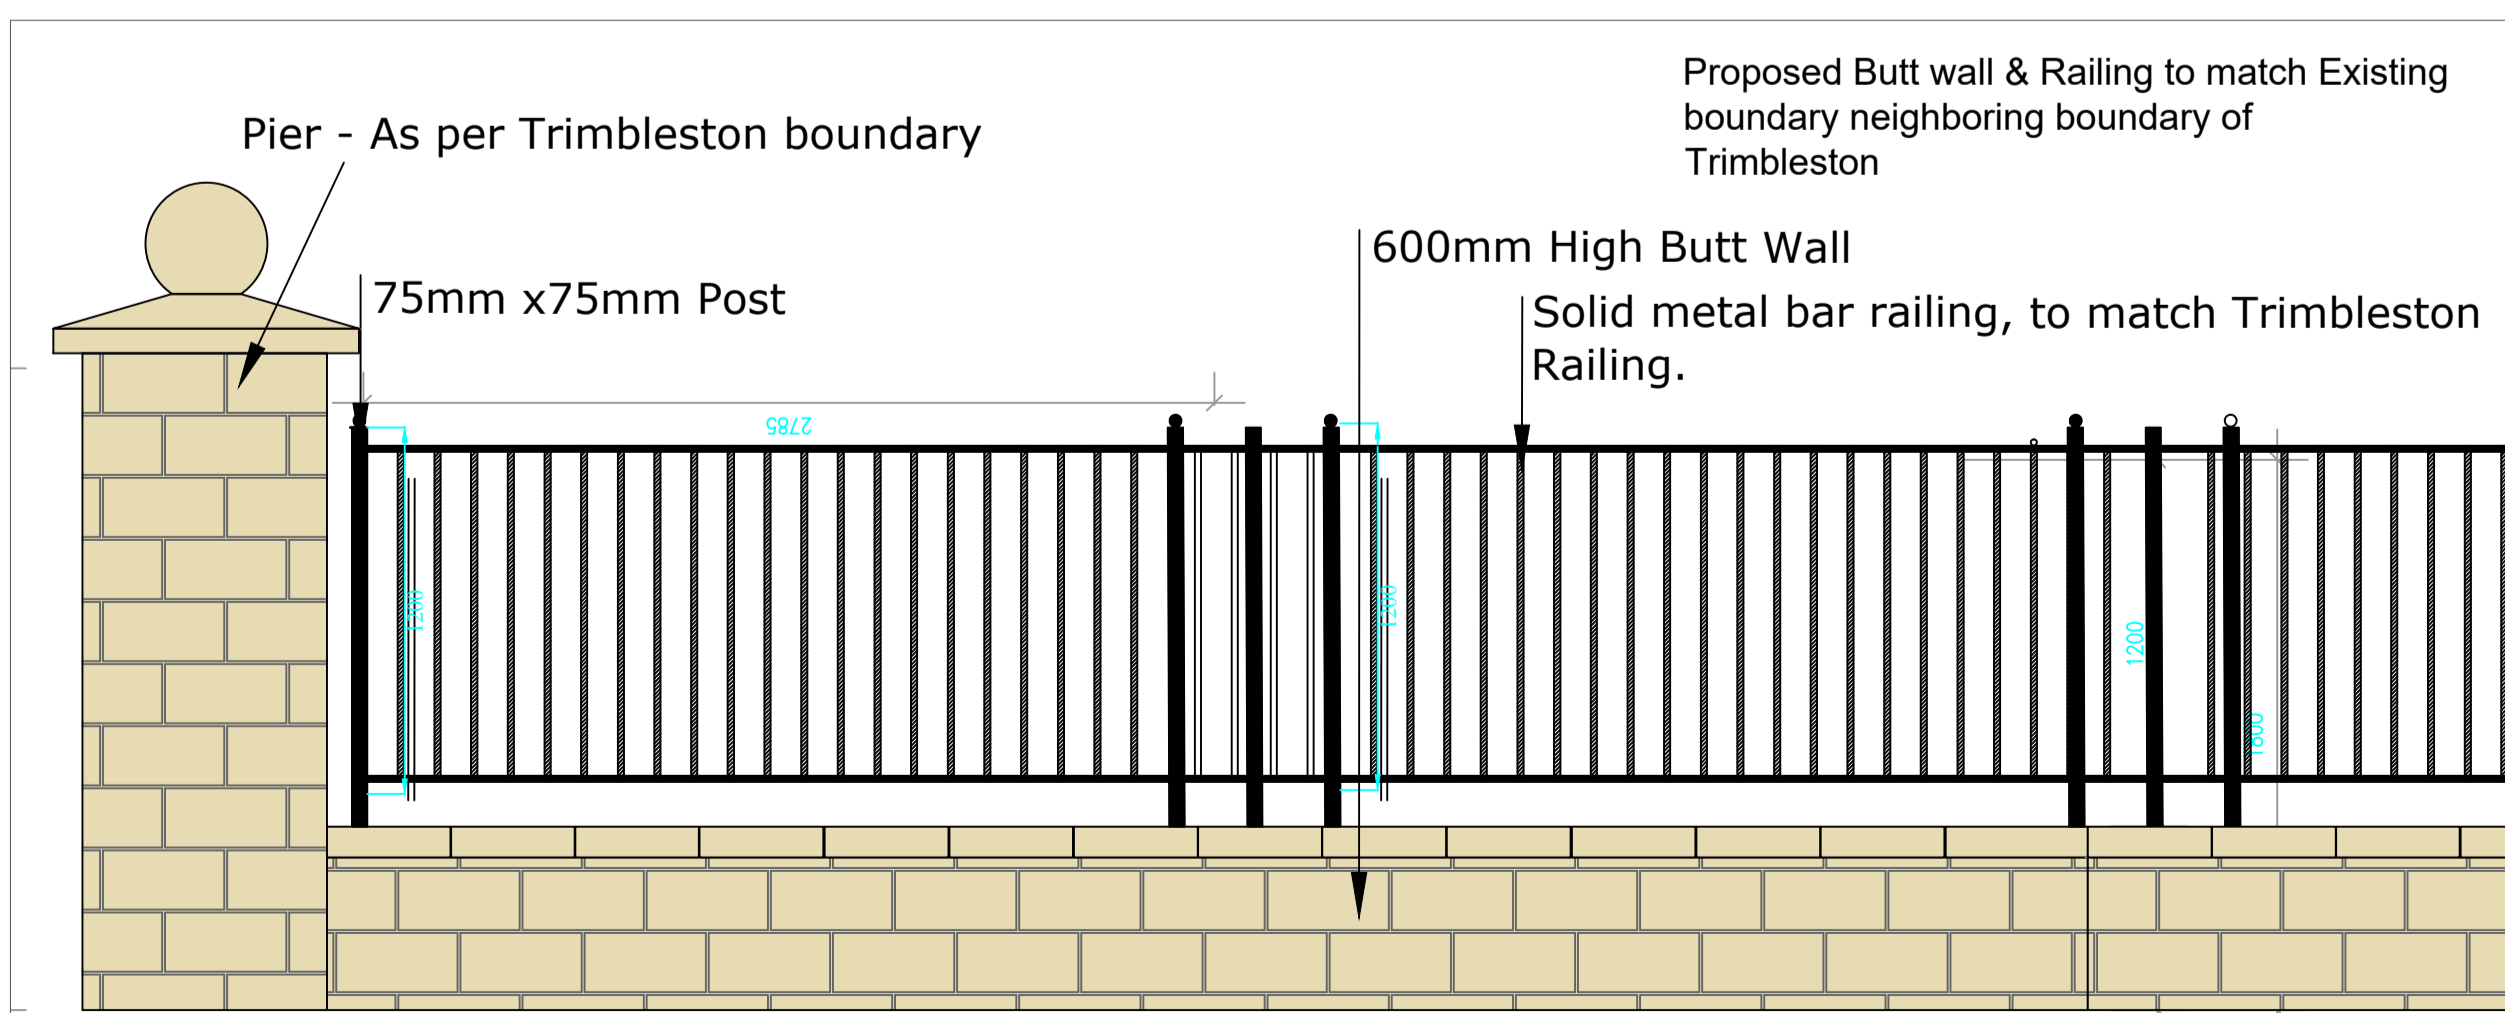 Proposed Butt wall & Railing to match Existing
boundary neighboring boundary of
Trimbleston
Pier - As per Trimbleston boundary
600mm High Butt Wall
75mm x75mm Post
Solid metal bar railing, to match Trimbleston
Railing.
2785
1200
1200
1200
1800